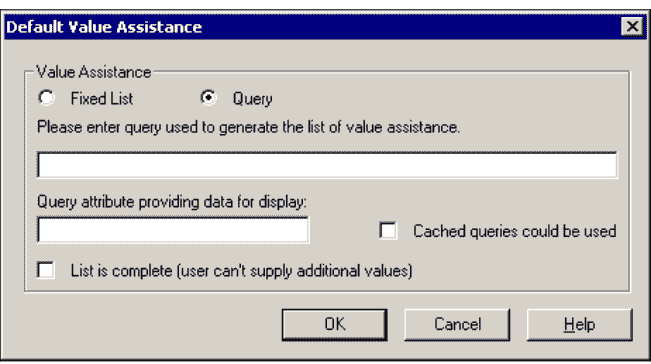 Default Value Assistance
Value Assistance
Fixed List Query
Please enter query used to generate the list of value assistance.
Query attribute providing data for display:
Cached queries could be used
List is complete (user can't supply additional values)
OK Cancel Help